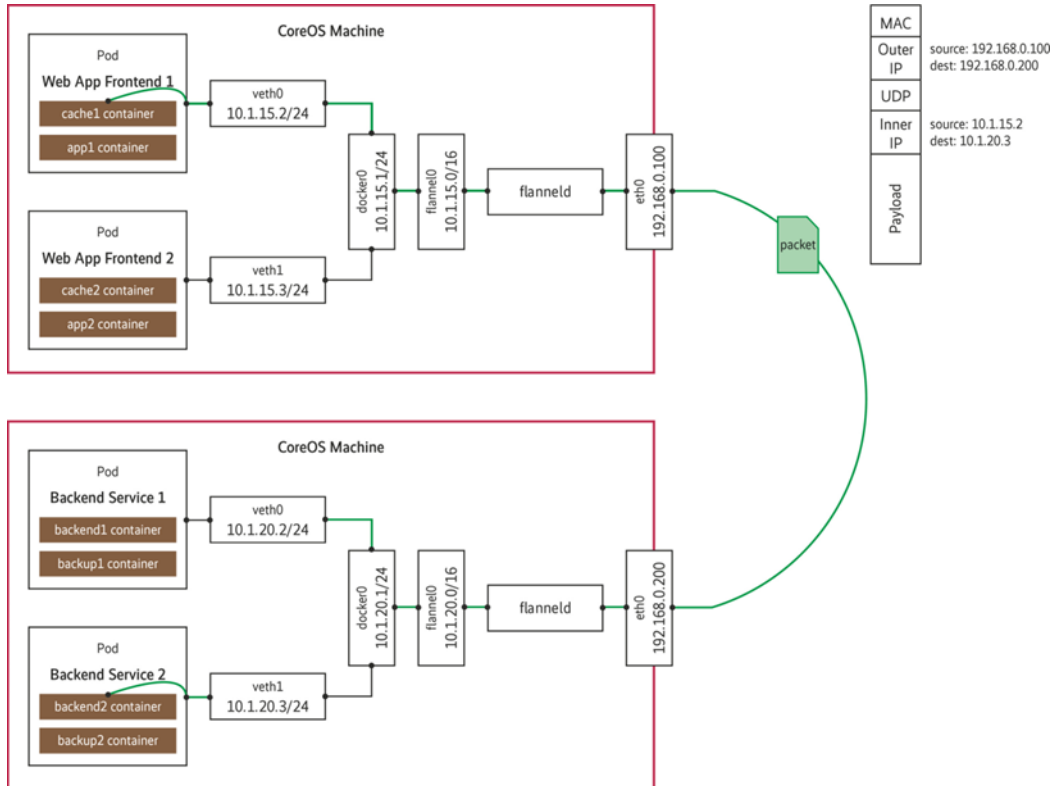 CoreOS Machine
Pod
Web App Frontend 1
cache1 container
app1 container
veth0
10.1.15.2/24
Pod
Web App Frontend 2
cache2 container
app2 container
veth1
10.1.15.3/24
docker0
10.1.15.1/24
flannel0
10.1.15.0/16
flanneld
eth0
192.168.0.100
packet
MAC
Outer
IP
source: 192.168.0.100
dest: 192.168.0.200
UDP
Inner
IP
source: 10.1.15.2
dest: 10.1.20.3
Payload
CoreOS Machine
Pod
Backend Service 1
backend1 container
backup1 container
veth0
10.1.20.2/24
Pod
Backend Service 2
backend2 container
backup2 container
veth1
10.1.20.3/24
docker0
10.1.20.1/24
flannel0
10.1.20.0/16
flanneld
eth0
192.168.0.200